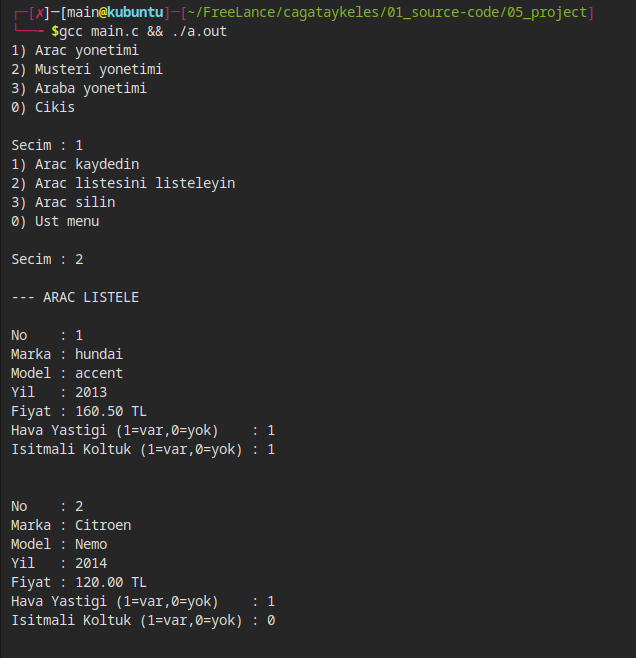 ┌─[✗]─[main@kubuntu]─[~/FreeLance/cagataykeles/01_source-code/05_project]
└──╼ $gcc main.c && ./a.out
1) Arac yonetimi
2) Musteri yonetimi
3) Araba yonetimi
0) Cikis
Secim : 1
1) Arac kaydedin
2) Arac listesini listeleyin
3) Arac silin
0) Ust menu
Secim : 2
--- ARAC LISTELE
No    : 1
Marka : hundai
Model : accent
Yil   : 2013
Fiyat : 160.50 TL
Hava Yastigi (1=var,0=yok)    : 1
Isitmali Koltuk (1=var,0=yok) : 1
No    : 2
Marka : Citroen
Model : Nemo
Yil   : 2014
Fiyat : 120.00 TL
Hava Yastigi (1=var,0=yok)    : 1
Isitmali Koltuk (1=var,0=yok) : 0